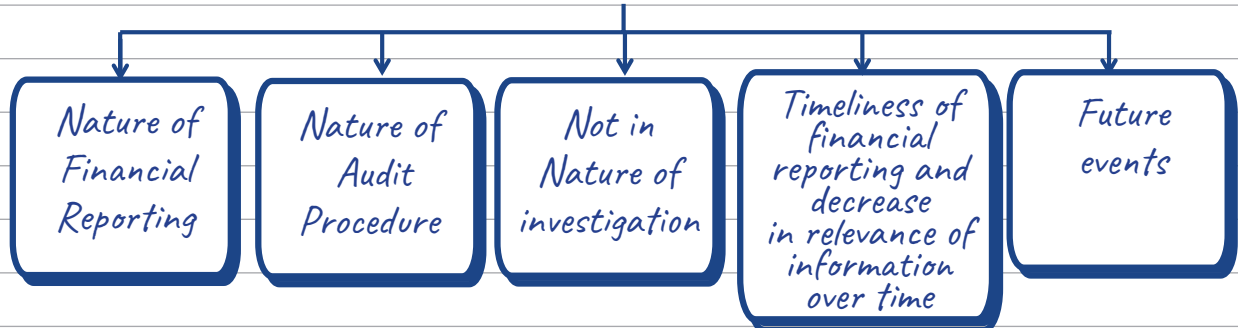 Nature of
Financial
Reporting
Nature of
Audit
Procedure
Not in
Nature of
investigation
Timeliness of
financial
reporting and
decrease
in relevance of
information
over time
Future
events